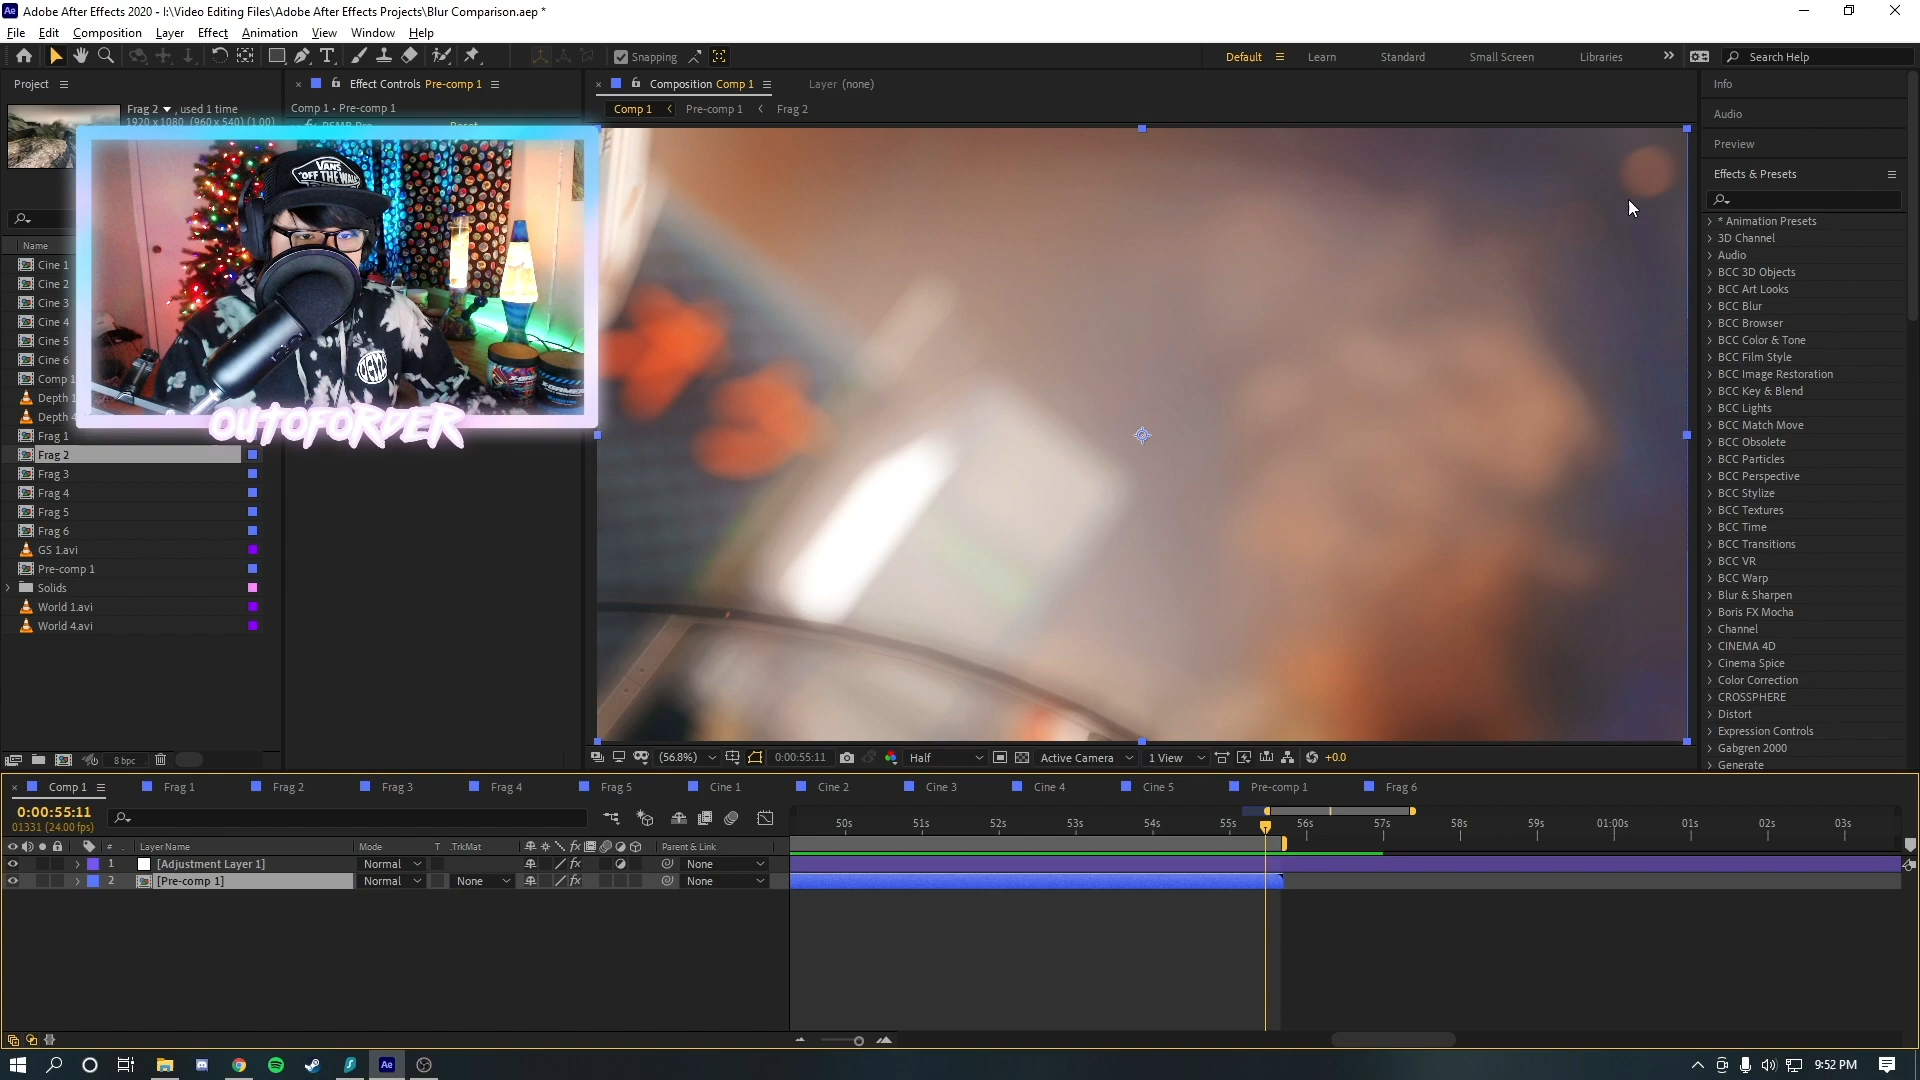 Adobe After Effects 2020 - I:\Video Editing Files\Adobe After Effects Projects\Blur Comparison.aep *
File Edit Composition Layer Effect Animation View Window Help
Snapping
Default Learn Standard Small Screen Libraries Search Help
Project
Effect Controls Pre-comp 1
Composition Comp 1
Layer (none)
Info
Frag 2 , used 1 time
1920 x 1080 (960 x 540) (1.00)
Comp 1 • Pre-comp 1
Comp 1 Pre-comp 1 Frag 2
Audio
Preview
Effects & Presets
VANS
"OFF THE WALL"
OUTOFORDER
Name
Cine 1
Cine 2
Cine 3
Cine 4
Cine 5
Cine 6
Comp 1
Depth 1
Depth 4
Frag 1
Frag 2
Frag 3
Frag 4
Frag 5
Frag 6
GS 1.avi
Pre-comp 1
Solids
World 1.avi
World 4.avi
* Animation Presets
3D Channel
Audio
BCC 3D Objects
BCC Art Looks
BCC Blur
BCC Browser
BCC Color & Tone
BCC Film Style
BCC Image Restoration
BCC Key & Blend
BCC Lights
BCC Match Move
BCC Obsolete
BCC Particles
BCC Perspective
BCC Stylize
BCC Textures
BCC Time
BCC Transitions
BCC VR
BCC Warp
Blur & Sharpen
Boris FX Mocha
Channel
CINEMA 4D
Cinema Spice
Color Correction
CROSSPHERE
Distort
Expression Controls
Gabgren 2000
Generate
8 bpc
(56.8%) 0:00:55:11 Half Active Camera 1 View +0.0
Comp 1 Frag 1 Frag 2 Frag 3 Frag 4 Frag 5 Cine 1 Cine 2 Cine 3 Cine 4 Cine 5 Pre-comp 1 Frag 6
0:00:55:11
01331 (24.00 fps)
50s 51s 52s 53s 54s 55s 56s 57s 58s 59s 01:00s 01s 02s 03s
# Layer Name Mode T .TrkMat Parent & Link
1 [Adjustment Layer 1] Normal None
2 [Pre-comp 1] Normal None None
Ae
9:52 PM